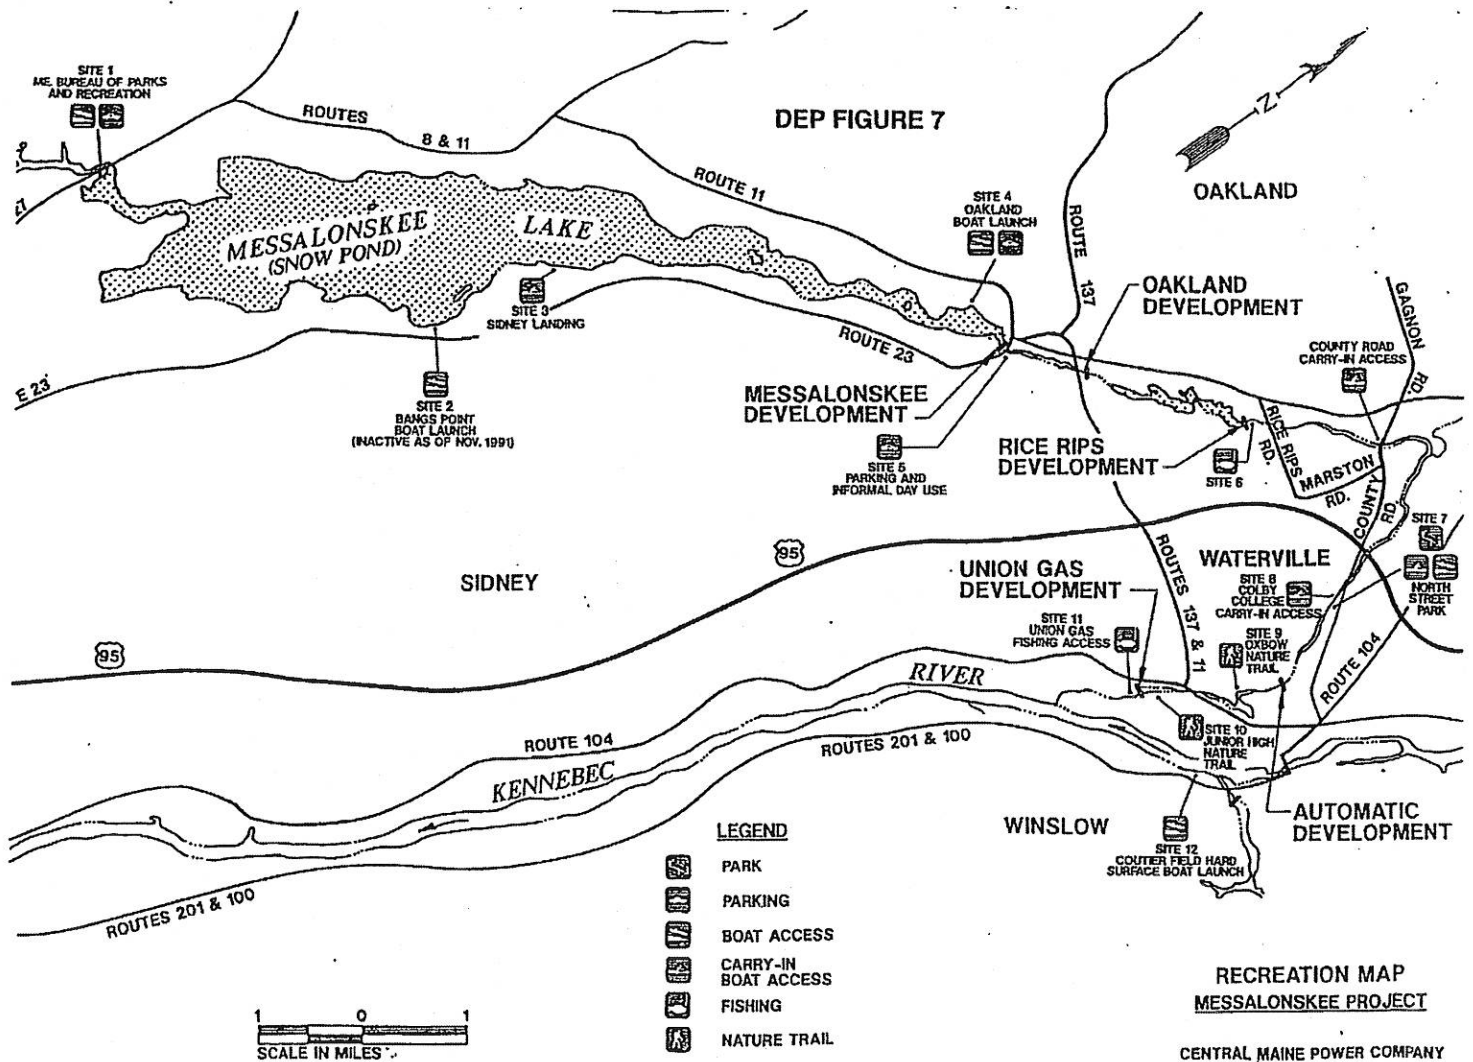 SITE 1
ME. BUREAU OF PARKS
AND RECREATION
ROUTES
8 & 11
DEP FIGURE 7
N
OAKLAND
ROUTE 11
SITE 4
OAKLAND
BOAT LAUNCH
ROUTE
137
MESSALONSKEE
(SNOW POND)
LAKE
SITE 3
SIDNEY LANDING
OAKLAND
DEVELOPMENT
GAGNON
RD.
COUNTY ROAD
CARRY-IN ACCESS
ROUTE 23
E 23
SITE 2
BANGS POINT
BOAT LAUNCH
(INACTIVE AS OF NOV. 1991)
MESSALONSKEE
DEVELOPMENT
SITE 5
PARKING AND
INFORMAL DAY USE
RICE RIPS
DEVELOPMENT
RICE RIPS
RD.
SITE 6
MARSTON
RD.
COUNTY
RD.
SITE 7
NORTH
STREET
PARK
95
SIDNEY
UNION GAS
DEVELOPMENT
ROUTES
137 & 11
WATERVILLE
SITE 8
COLBY
COLLEGE
CARRY-IN ACCESS
SITE 11
UNION GAS
FISHING ACCESS
SITE 9
OXBOW
NATURE
TRAIL
ROUTE 104
95
RIVER
SITE 10
JUNIOR HIGH
NATURE
TRAIL
ROUTE 104
ROUTES 201 & 100
KENNEBEC
WINSLOW
AUTOMATIC
DEVELOPMENT
SITE 12
COUTIER FIELD HARD
SURFACE BOAT LAUNCH
ROUTES 201 & 100
LEGEND
PARK
PARKING
BOAT ACCESS
CARRY-IN
BOAT ACCESS
FISHING
NATURE TRAIL
1 0 1
SCALE IN MILES
RECREATION MAP
MESSALONSKEE PROJECT
CENTRAL MAINE POWER COMPANY